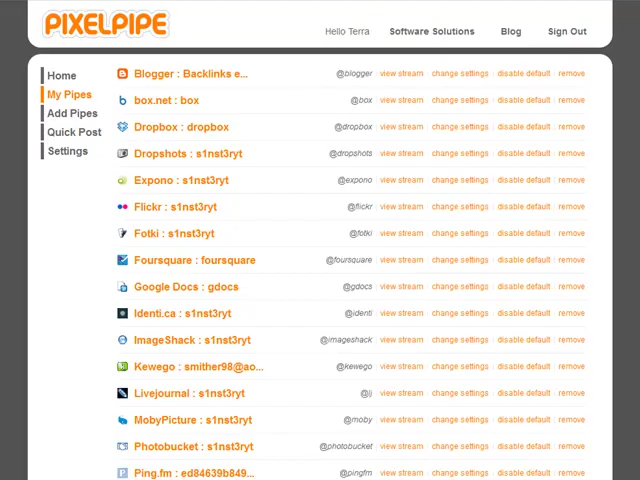 PIXELPIPE
Hello Terra Software Solutions Blog Sign Out
Home
My Pipes
Add Pipes
Quick Post
Settings
Blogger : Backlinks e... @blogger view stream change settings disable default remove
box.net : box @box view stream change settings disable default remove
Dropbox : dropbox @dropbox view stream change settings disable default remove
Dropshots : s1nst3ryt @dropshots view stream change settings disable default remove
Expono : s1nst3ryt @expono view stream change settings disable default remove
Flickr : s1nst3ryt @flickr view stream change settings disable default remove
Fotki : s1nst3ryt @fotki view stream change settings disable default remove
Foursquare : foursquare @foursquare view stream change settings disable default remove
Google Docs : gdocs @gdocs view stream change settings disable default remove
Identi.ca : s1nst3ryt @identi view stream change settings disable default remove
ImageShack : s1nst3ryt @imageshack view stream change settings disable default remove
Kewego : smither98@ao... @kewego view stream change settings disable default remove
Livejournal : s1nst3ryt @lj view stream change settings disable default remove
MobyPicture : s1nst3ryt @moby view stream change settings disable default remove
Photobucket : s1nst3ryt @photobucket view stream change settings disable default remove
Ping.fm : ed84639b849... @pingfm view stream change settings disable default remove